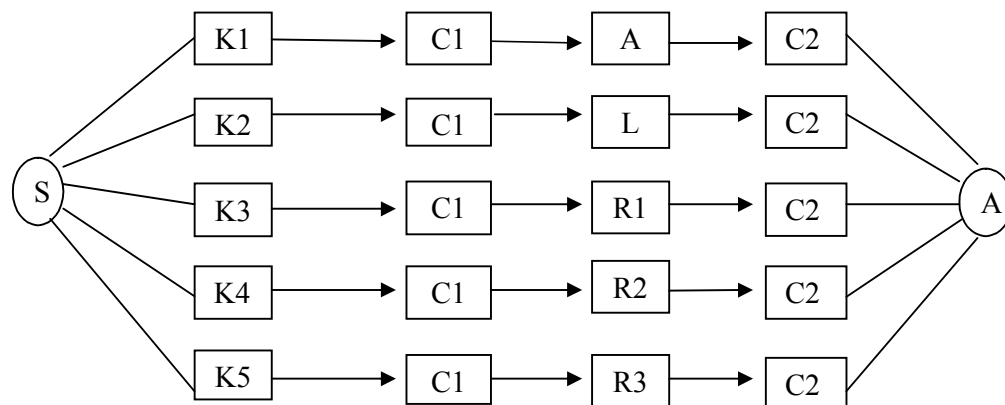 K1 C1 A C2
K2 C1 L C2
S K3 C1 R1 C2 A
K4 C1 R2 C2
K5 C1 R3 C2